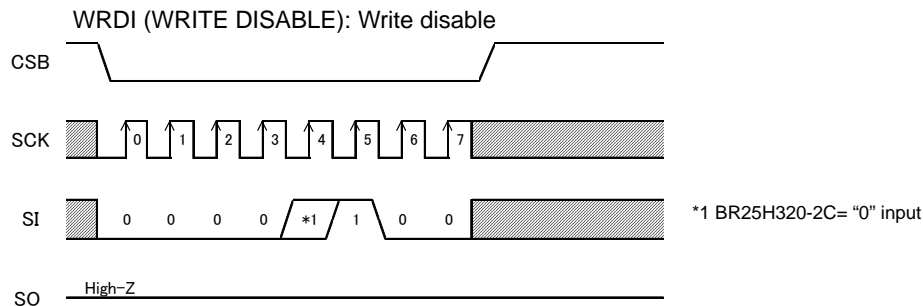 WRDI (WRITE DISABLE): Write disable
CSB
SCK 0 1 2 3 4 5 6 7
SI 0 0 0 0 *1 1 0 0
*1 BR25H320-2C= “0” input
High-Z
SO